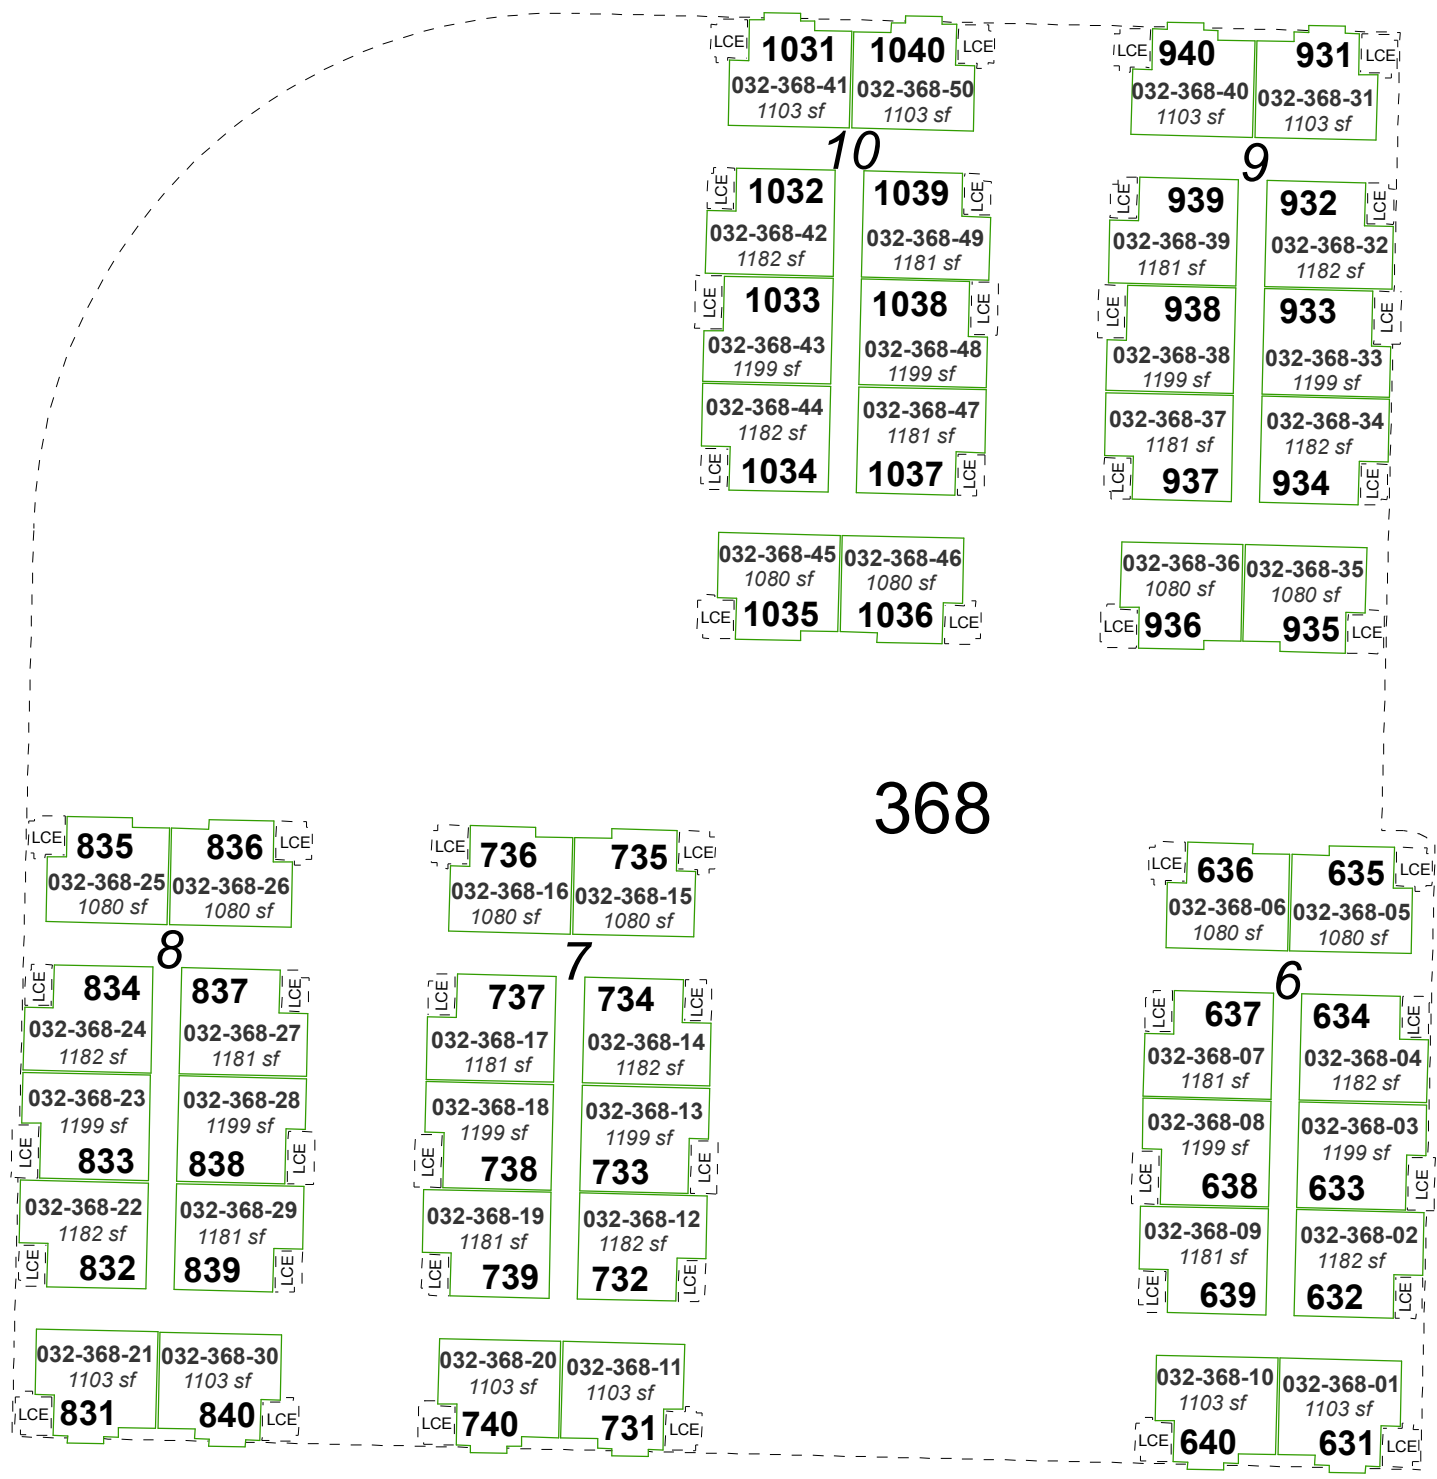 LCE
1031
1040
LCE
032-368-41
1103 sf
032-368-50
1103 sf
LCE
940
931
LCE
032-368-40
1103 sf
032-368-31
1103 sf
10
LCE
1032
032-368-42
1182 sf
1039
LCE
032-368-49
1181 sf
LCE
1033
032-368-43
1199 sf
1038
LCE
032-368-48
1199 sf
032-368-44
1182 sf
LCE
1034
032-368-47
1181 sf
1037
LCE
032-368-45
1080 sf
LCE
1035
032-368-46
1080 sf
1036
LCE
9
LCE
939
032-368-39
1181 sf
932
LCE
032-368-32
1182 sf
LCE
938
032-368-38
1199 sf
933
LCE
032-368-33
1199 sf
032-368-37
1181 sf
LCE
937
032-368-34
1182 sf
934
LCE
032-368-36
1080 sf
LCE
936
032-368-35
1080 sf
935
LCE
368
LCE
835
032-368-25
1080 sf
836
LCE
032-368-26
1080 sf
8
LCE
834
032-368-24
1182 sf
837
LCE
032-368-27
1181 sf
032-368-23
1199 sf
LCE
833
032-368-28
1199 sf
838
LCE
032-368-22
1182 sf
LCE
832
032-368-29
1181 sf
839
LCE
032-368-21
1103 sf
LCE
831
032-368-30
1103 sf
840
LCE
LCE
736
032-368-16
1080 sf
735
LCE
032-368-15
1080 sf
7
LCE
737
032-368-17
1181 sf
734
LCE
032-368-14
1182 sf
032-368-18
1199 sf
LCE
738
032-368-13
1199 sf
733
LCE
032-368-19
1181 sf
LCE
739
032-368-12
1182 sf
732
LCE
032-368-20
1103 sf
LCE
740
032-368-11
1103 sf
731
LCE
LCE
636
032-368-06
1080 sf
635
LCE
032-368-05
1080 sf
6
LCE
637
032-368-07
1181 sf
634
LCE
032-368-04
1182 sf
032-368-08
1199 sf
LCE
638
032-368-03
1199 sf
633
LCE
032-368-09
1181 sf
LCE
639
032-368-02
1182 sf
632
LCE
032-368-10
1103 sf
LCE
640
032-368-01
1103 sf
631
LCE